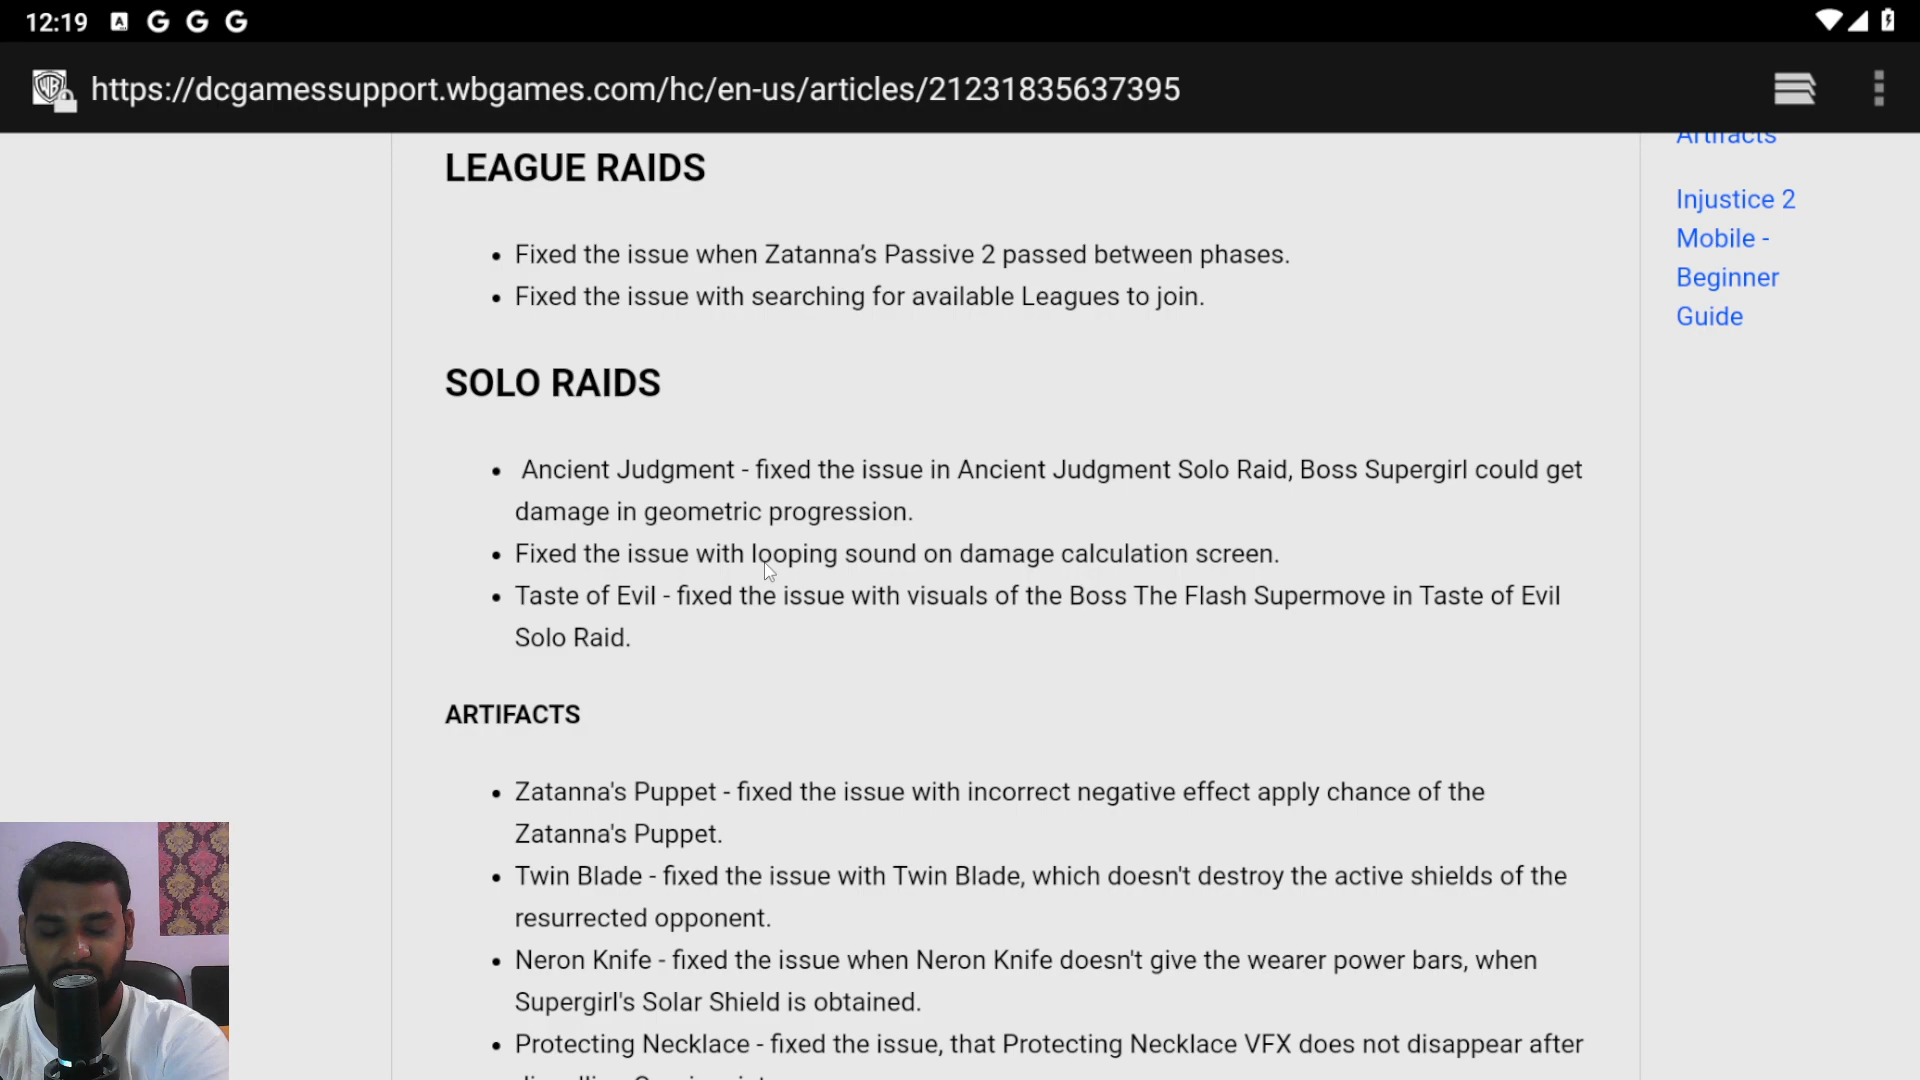 12:19 A G G G
https://dcgamessupport.wbgames.com/hc/en-us/articles/21231835637395
Artifacts
LEAGUE RAIDS
Injustice 2
Mobile -
Beginner
Guide
• Fixed the issue when Zatanna’s Passive 2 passed between phases.
• Fixed the issue with searching for available Leagues to join.
SOLO RAIDS
• Ancient Judgment - fixed the issue in Ancient Judgment Solo Raid, Boss Supergirl could get
damage in geometric progression.
• Fixed the issue with looping sound on damage calculation screen.
• Taste of Evil - fixed the issue with visuals of the Boss The Flash Supermove in Taste of Evil
Solo Raid.
ARTIFACTS
• Zatanna's Puppet - fixed the issue with incorrect negative effect apply chance of the
Zatanna's Puppet.
• Twin Blade - fixed the issue with Twin Blade, which doesn't destroy the active shields of the
resurrected opponent.
• Neron Knife - fixed the issue when Neron Knife doesn't give the wearer power bars, when
Supergirl's Solar Shield is obtained.
• Protecting Necklace - fixed the issue, that Protecting Necklace VFX does not disappear after